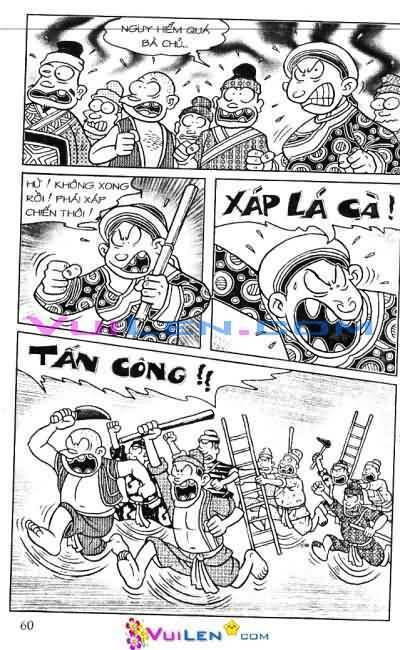 NGUY HIỂM QUÁ
BÀ CHỦ...
HỪ! KHÔNG XONG
RỒI! PHẢI XÁP
CHIẾN THÔI!
XÁP LÁ CÀ!
VuiLen.com
TẤN CÔNG!!
60
VuiLen.com